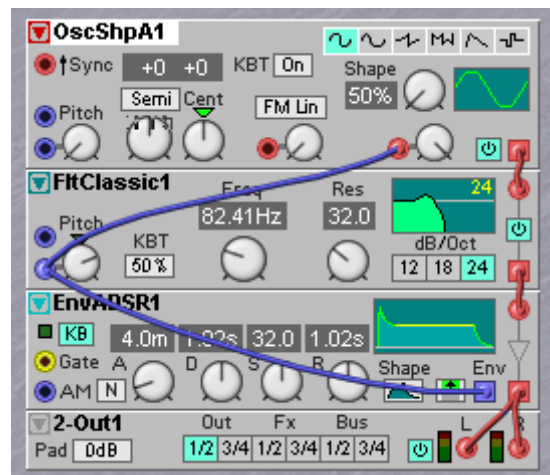 OscShpA1
Sync +0 +0 KBT On Shape
50%
Semi Cent
FM Lin
Pitch
FltClassic1
Freq Res 24
82.41Hz 32.0
Pitch
KBT
50%
dB/Oct
12 18 24
EnvADSR1
KB 4.0m 1.02s 32.0 1.02s
Gate A D S R Shape Env
AM N
2-Out1 Out Fx Bus L R
Pad 0dB 1/2 3/4 1/2 3/4 1/2 3/4